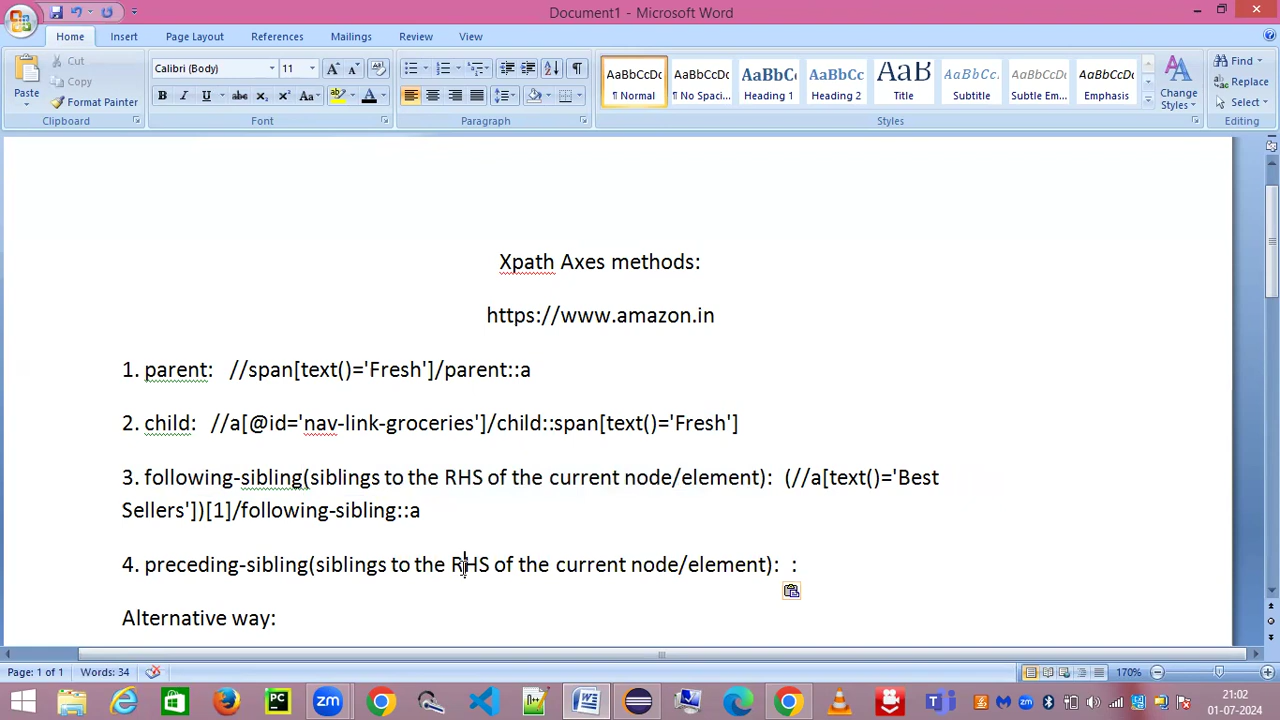 Document1 - Microsoft Word
Home Insert Page Layout References Mailings Review View
Paste Cut Copy Format Painter Clipboard
Calibri (Body) 11 Font
Paragraph
AaBbCcDc AaBbCcDc AaBbCc AaBbCc AaB AaBbCc. AaBbCcDc AaBbCcDc
¶ Normal ¶ No Spaci... Heading 1 Heading 2 Title Subtitle Subtle Em... Emphasis
Change Styles Styles
Find Replace Select Editing
Xpath Axes methods:
https://www.amazon.in
1. parent: //span[text()='Fresh']/parent::a
2. child: //a[@id='nav-link-groceries']/child::span[text()='Fresh']
3. following-sibling(siblings to the RHS of the current node/element): (//a[text()='Best
Sellers'])[1]/following-sibling::a
4. preceding-sibling(siblings to the RHS of the current node/element): :
Alternative way:
Page: 1 of 1 Words: 34 170%
21:02
01-07-2024